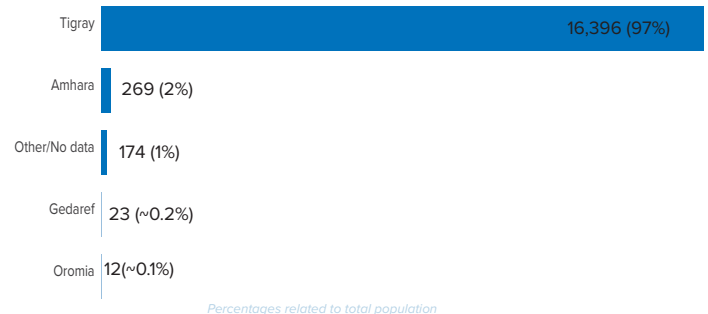 Tigray 16,396 (97%)
Amhara 269 (2%)
Other/No data 174 (1%)
Gedaref 23 (~0.2%)
Oromia 12(~0.1%)
Percentages related to total population